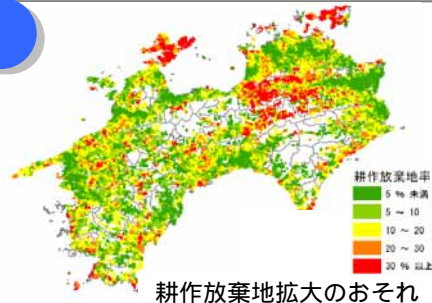 耕作放棄地率
5 % 未満
5 ～ 10
10 ～ 20
20 ～ 30
30 % 以上
耕作放棄地拡大のおそれ